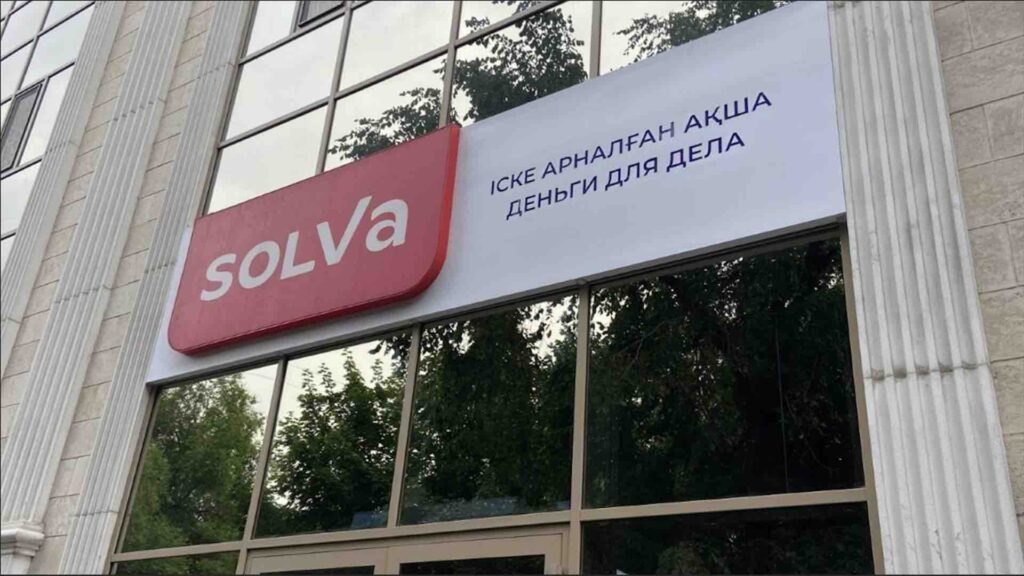 SOLVa
ІСКЕ АРНАЛҒАН АҚША
ДЕНЬГИ ДЛЯ ДЕЛА